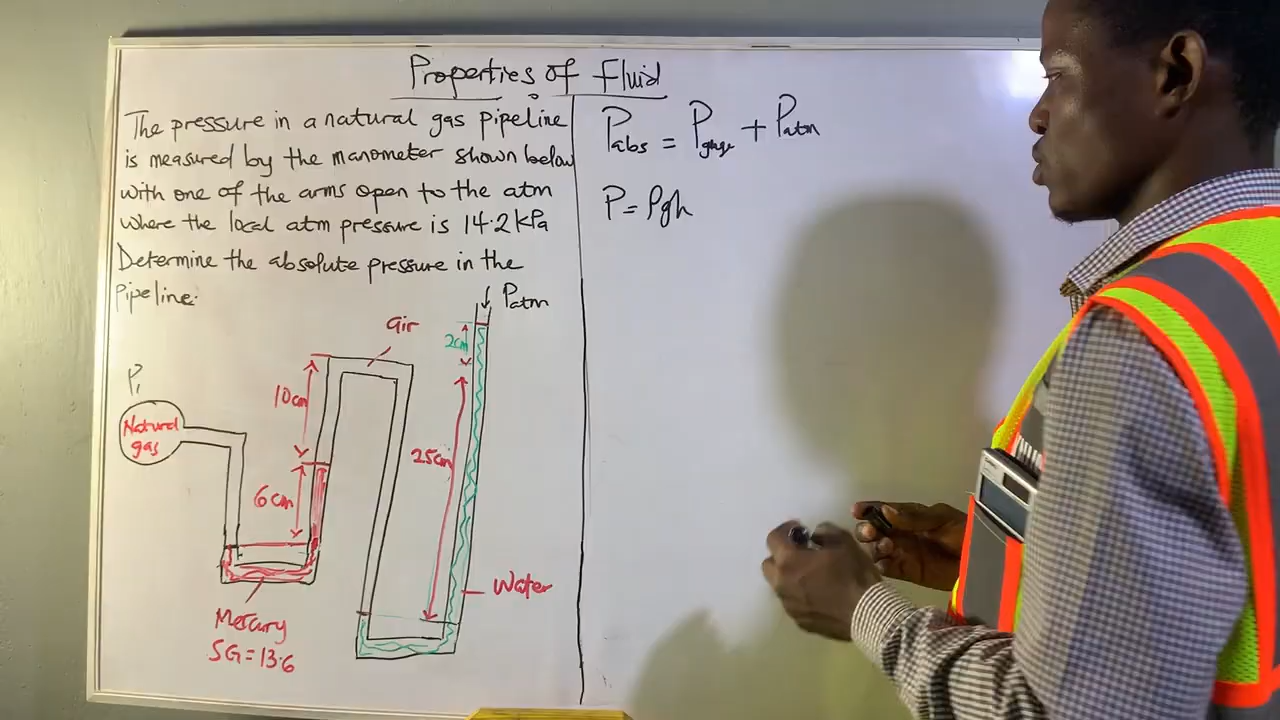 Properties of Fluid
The pressure in a natural gas pipeline
is measured by the manometer shown below
with one of the arms open to the atm
where the local atm pressure is 14.2 kPa
Determine the absolute pressure in the
pipeline.
Pabs = Pgauge + Patm
P = ρgh
Patm
air
2cm
P₁
10cm
Natural
gas
25cm
6cm
Water
Mercury
SG = 13.6